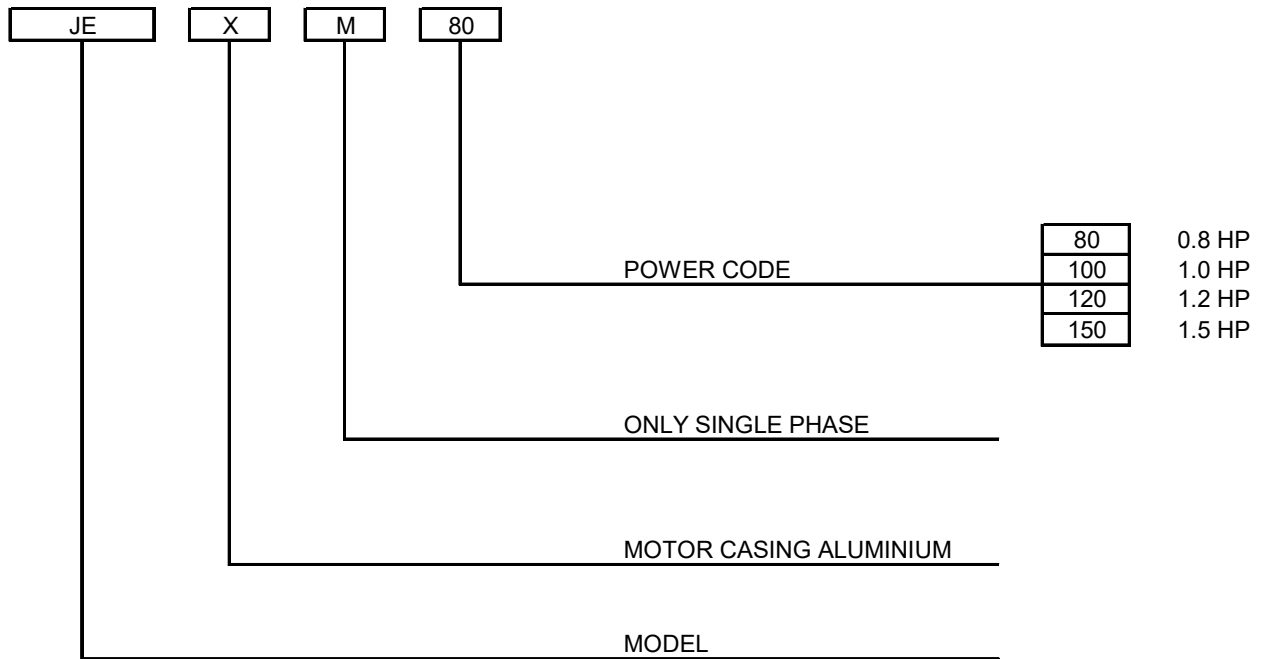 JE X M 80
80 0.8 HP
POWER CODE 100 1.0 HP
120 1.2 HP
150 1.5 HP
ONLY SINGLE PHASE
MOTOR CASING ALUMINIUM
MODEL